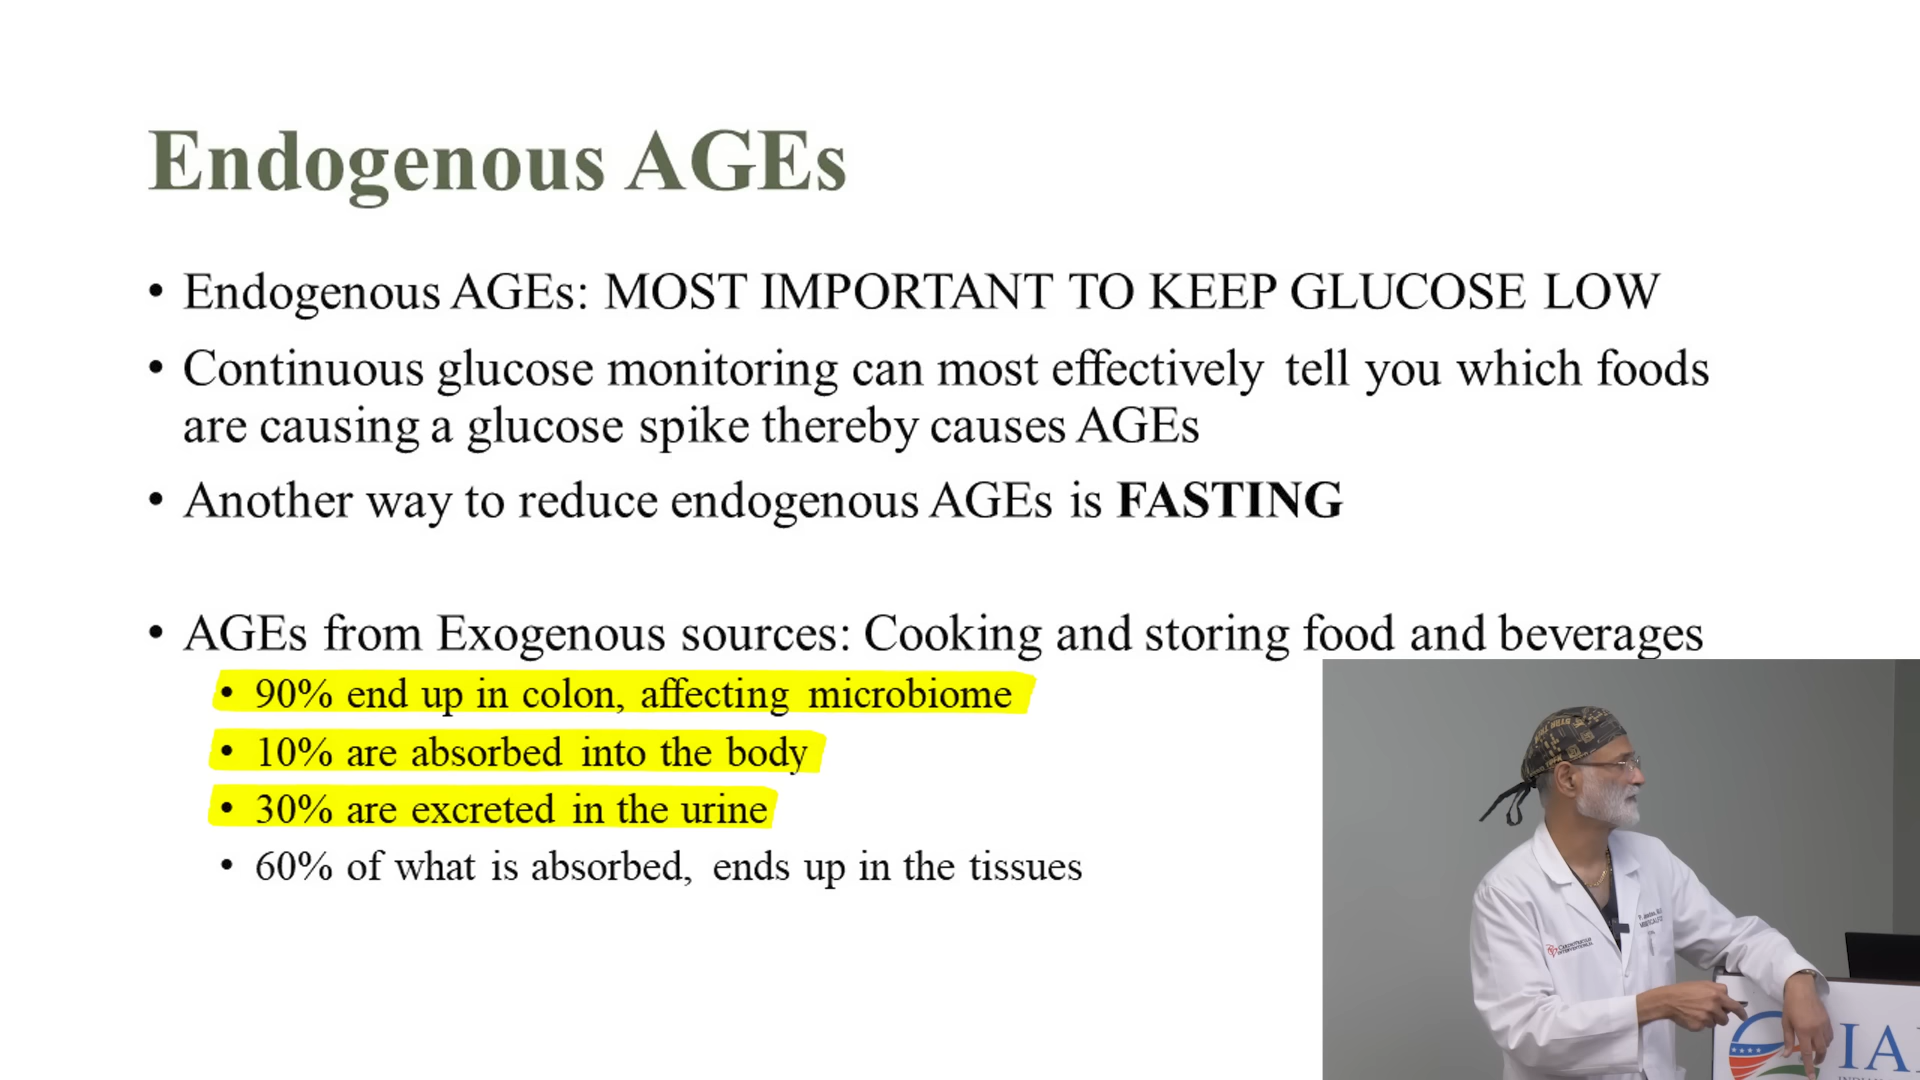 Endogenous AGEs
• Endogenous AGEs: MOST IMPORTANT TO KEEP GLUCOSE LOW
• Continuous glucose monitoring can most effectively tell you which foods
are causing a glucose spike thereby causes AGEs
• Another way to reduce endogenous AGEs is FASTING
• AGEs from Exogenous sources: Cooking and storing food and beverages
• 90% end up in colon, affecting microbiome
• 10% are absorbed into the body
• 30% are excreted in the urine
• 60% of what is absorbed, ends up in the tissues
CARDIOVASCULAR
INTERVENTIONAL
IA